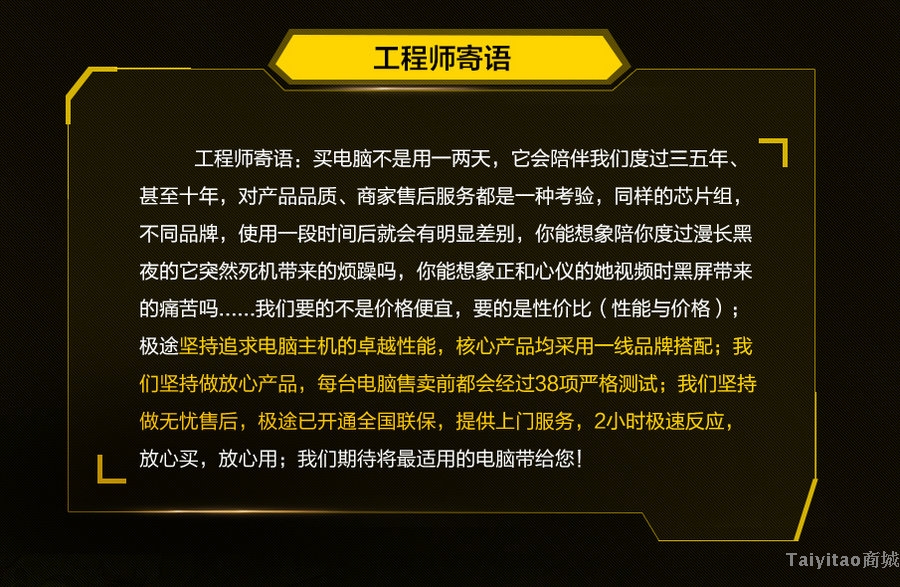 工程师寄语
工程师寄语：买电脑不是用一两天，它会陪伴我们度过三五年、
甚至十年，对产品品质、商家售后服务都是一种考验，同样的芯片组，
不同品牌，使用一段时间后就会有明显差别，你能想象陪你度过漫长黑
夜的它突然死机带来的烦躁吗，你能想象正和心仪的她视频时黑屏带来
的痛苦吗......我们要的不是价格便宜，要的是性价比（性能与价格）；
极途坚持追求电脑主机的卓越性能，核心产品均采用一线品牌搭配；我
们坚持做放心产品，每台电脑售卖前都会经过38项严格测试；我们坚持
做无忧售后，极途已开通全国联保，提供上门服务，2小时极速反应，
放心买，放心用；我们期待将最适用的电脑带给您！
Taiyitao商城